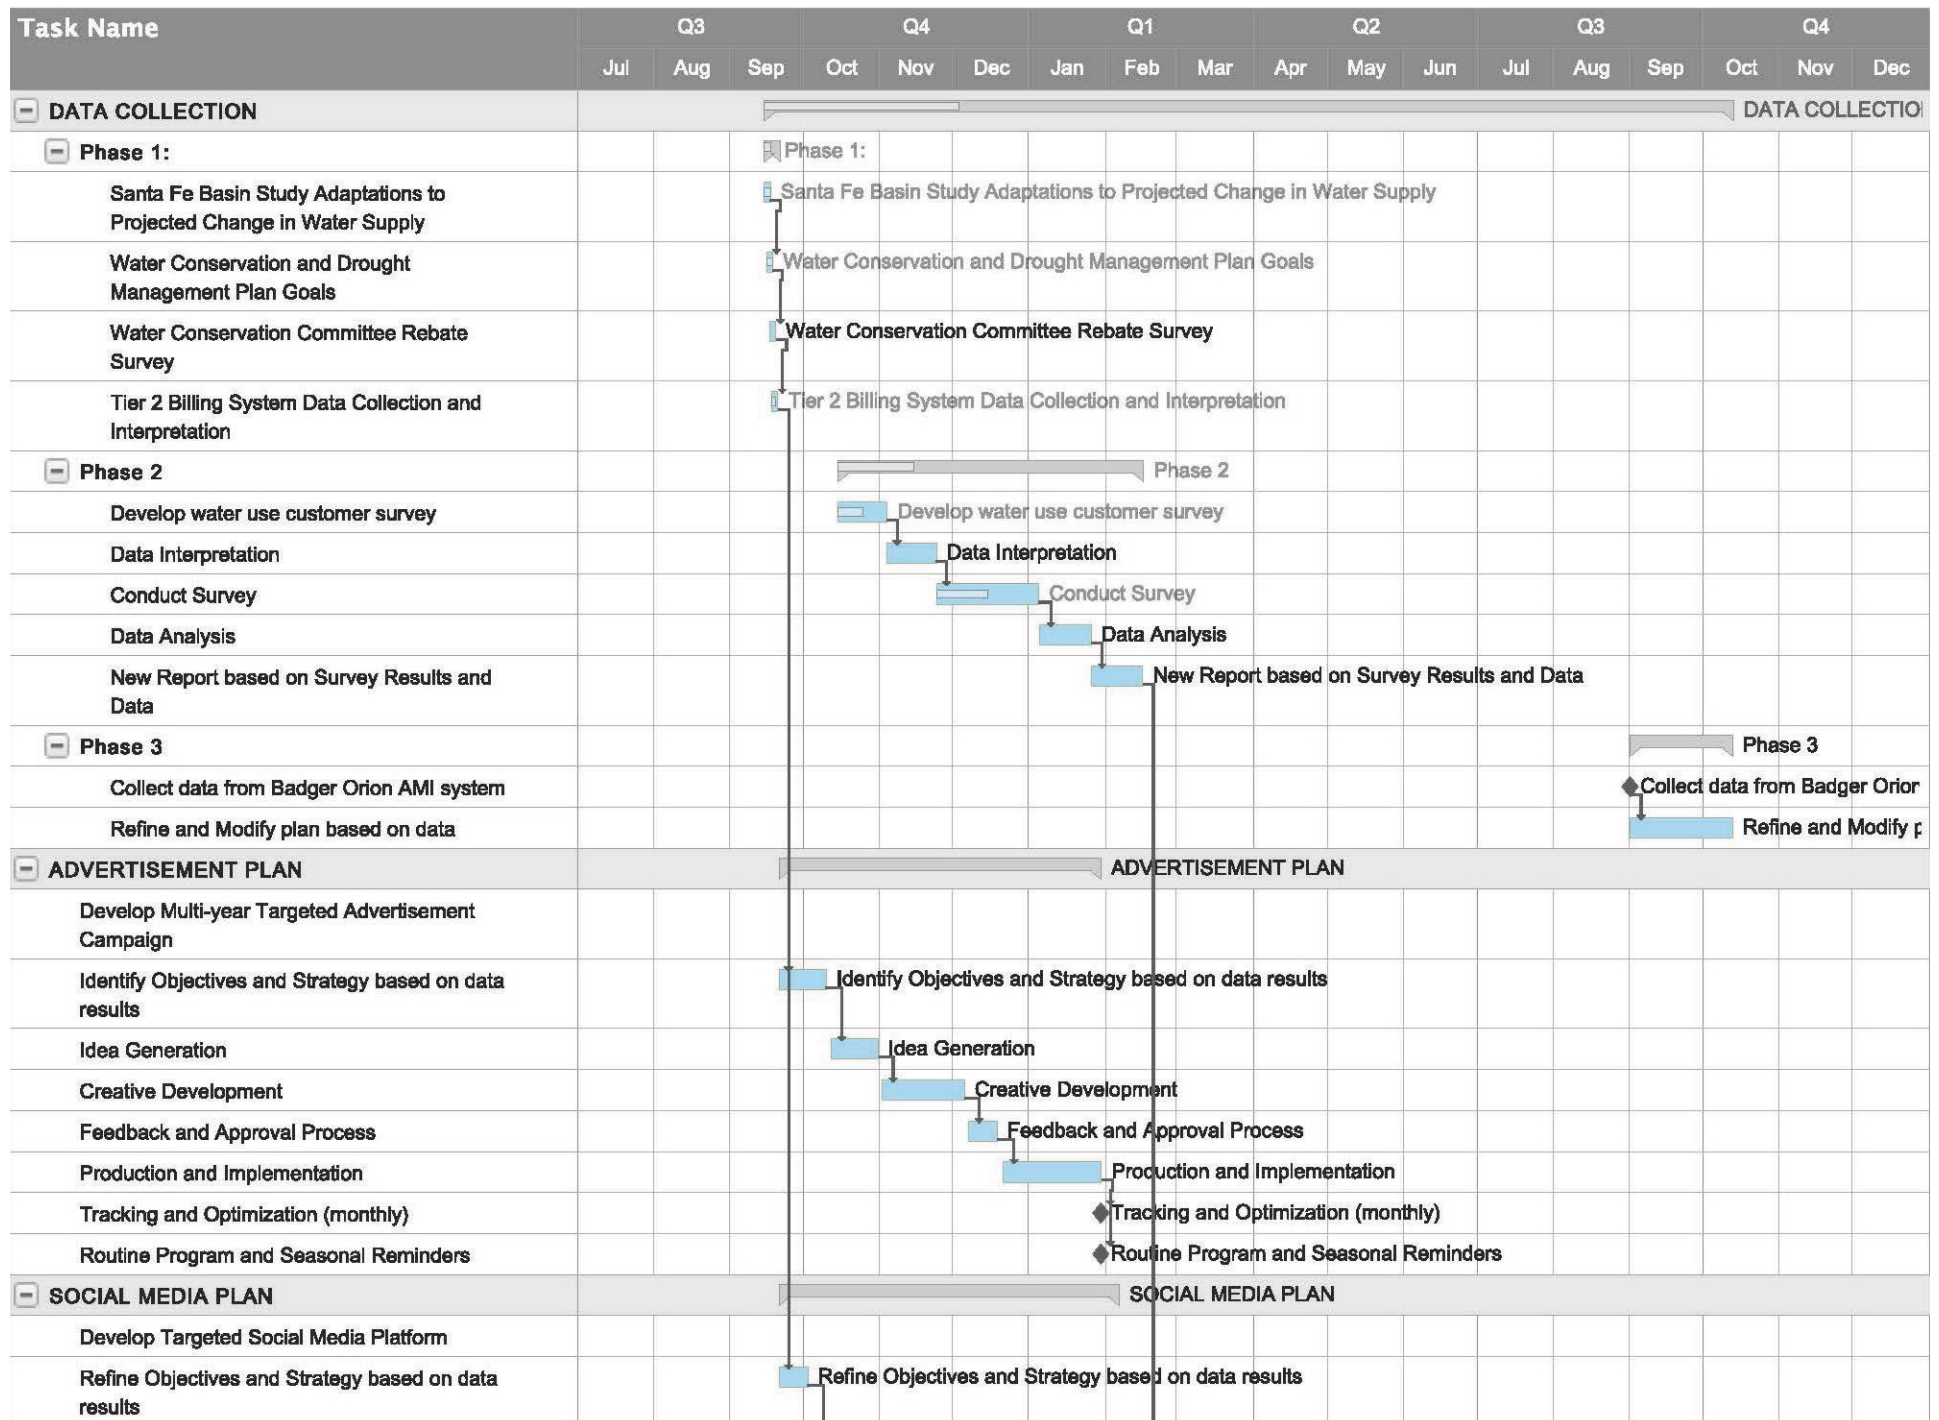 Task Name
Q3 Q4 Q1 Q2 Q3 Q4
Jul Aug Sep Oct Nov Dec Jan Feb Mar Apr May Jun Jul Aug Sep Oct Nov Dec
DATA COLLECTION DATA COLLECTIO
Phase 1: Phase 1:
Santa Fe Basin Study Adaptations to
Projected Change in Water Supply
Santa Fe Basin Study Adaptations to Projected Change in Water Supply
Water Conservation and Drought
Management Plan Goals
Water Conservation and Drought Management Plan Goals
Water Conservation Committee Rebate
Survey
Water Conservation Committee Rebate Survey
Tier 2 Billing System Data Collection and
Interpretation
Tier 2 Billing System Data Collection and Interpretation
Phase 2 Phase 2
Develop water use customer survey Develop water use customer survey
Data Interpretation Data Interpretation
Conduct Survey Conduct Survey
Data Analysis Data Analysis
New Report based on Survey Results and
Data
New Report based on Survey Results and Data
Phase 3 Phase 3
Collect data from Badger Orion AMI system Collect data from Badger Orion
Refine and Modify plan based on data Refine and Modify p
ADVERTISEMENT PLAN ADVERTISEMENT PLAN
Develop Multi-year Targeted Advertisement
Campaign
Identify Objectives and Strategy based on data
results
Identify Objectives and Strategy based on data results
Idea Generation Idea Generation
Creative Development Creative Development
Feedback and Approval Process Feedback and Approval Process
Production and Implementation Production and Implementation
Tracking and Optimization (monthly) Tracking and Optimization (monthly)
Routine Program and Seasonal Reminders Routine Program and Seasonal Reminders
SOCIAL MEDIA PLAN SOCIAL MEDIA PLAN
Develop Targeted Social Media Platform
Refine Objectives and Strategy based on data
results
Refine Objectives and Strategy based on data results